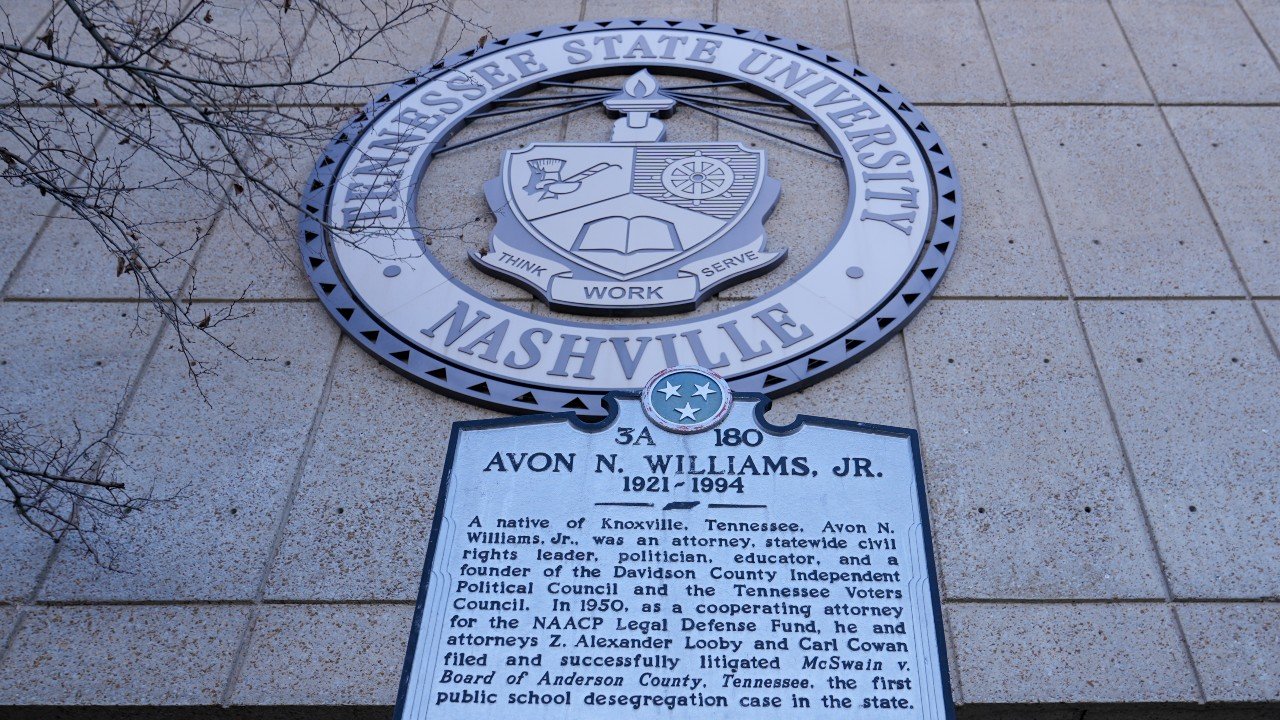 TENNESSEE STATE UNIVERSITY
THINK
WORK
SERVE
NASHVILLE
3A 180
AVON N. WILLIAMS, JR.
1921-1994
A native of Knoxville, Tennessee, Avon N.
Williams, Jr., was an attorney, statewide civil
rights leader, politician, educator, and a
founder of the Davidson County Independent
Political Council and the Tennessee Voters
Council. In 1950, as a cooperating attorney
for the NAACP Legal Defense Fund, he and
attorneys Z. Alexander Looby and Carl Cowan
filed and successfully litigated McSwain v.
Board of Anderson County, Tennessee, the first
public school desegregation case in the state.